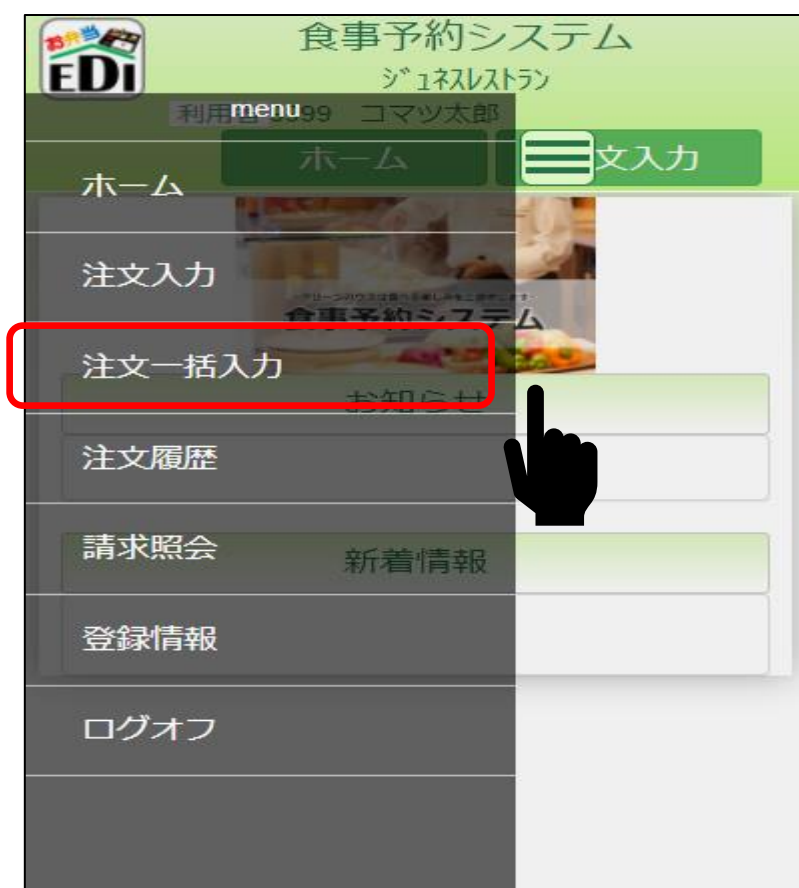 お弁当
EDI
食事予約システム
ジュネスレストラン
menu
利用者 9999 コマツ太郎
ホーム
文入力
ホーム
注文入力
食事予約システム
注文一括入力
お知らせ
注文履歴
請求照会
新着情報
登録情報
ログオフ